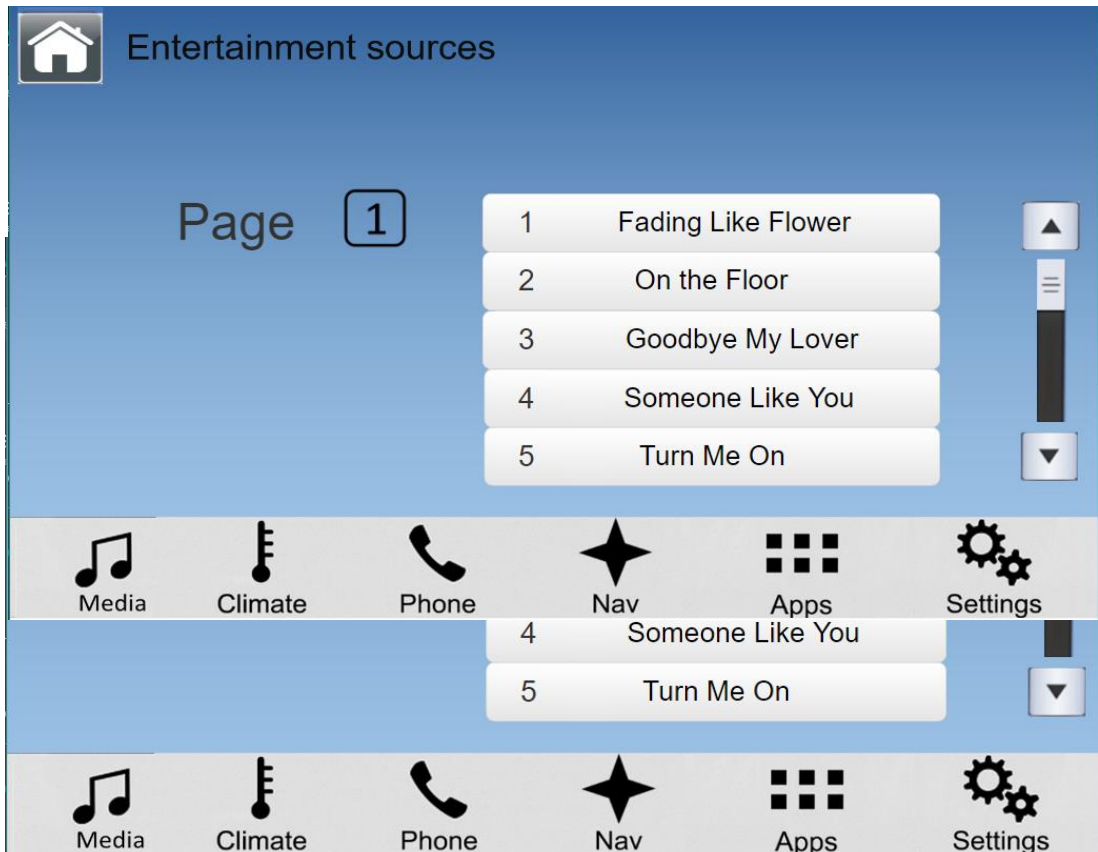 Entertainment sources
Page 1
1 Fading Like Flower
2 On the Floor
3 Goodbye My Lover
4 Someone Like You
5 Turn Me On
Media Climate Phone Nav Apps Settings
4 Someone Like You
5 Turn Me On
Media Climate Phone Nav Apps Settings